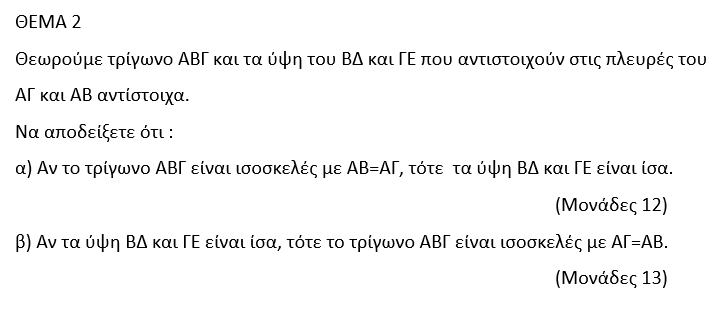 ΘΕΜΑ 2
Θεωρούμε τρίγωνο ΑΒΓ και τα ύψη του ΒΔ και ΓΕ που αντιστοιχούν στις πλευρές του
ΑΓ και ΑΒ αντίστοιχα.
Να αποδείξετε ότι :
α) Αν το τρίγωνο ΑΒΓ είναι ισοσκελές με ΑΒ=ΑΓ, τότε τα ύψη ΒΔ και ΓΕ είναι ίσα.
(Μονάδες 12)
β) Αν τα ύψη ΒΔ και ΓΕ είναι ίσα, τότε το τρίγωνο ΑΒΓ είναι ισοσκελές με ΑΓ=ΑΒ.
(Μονάδες 13)